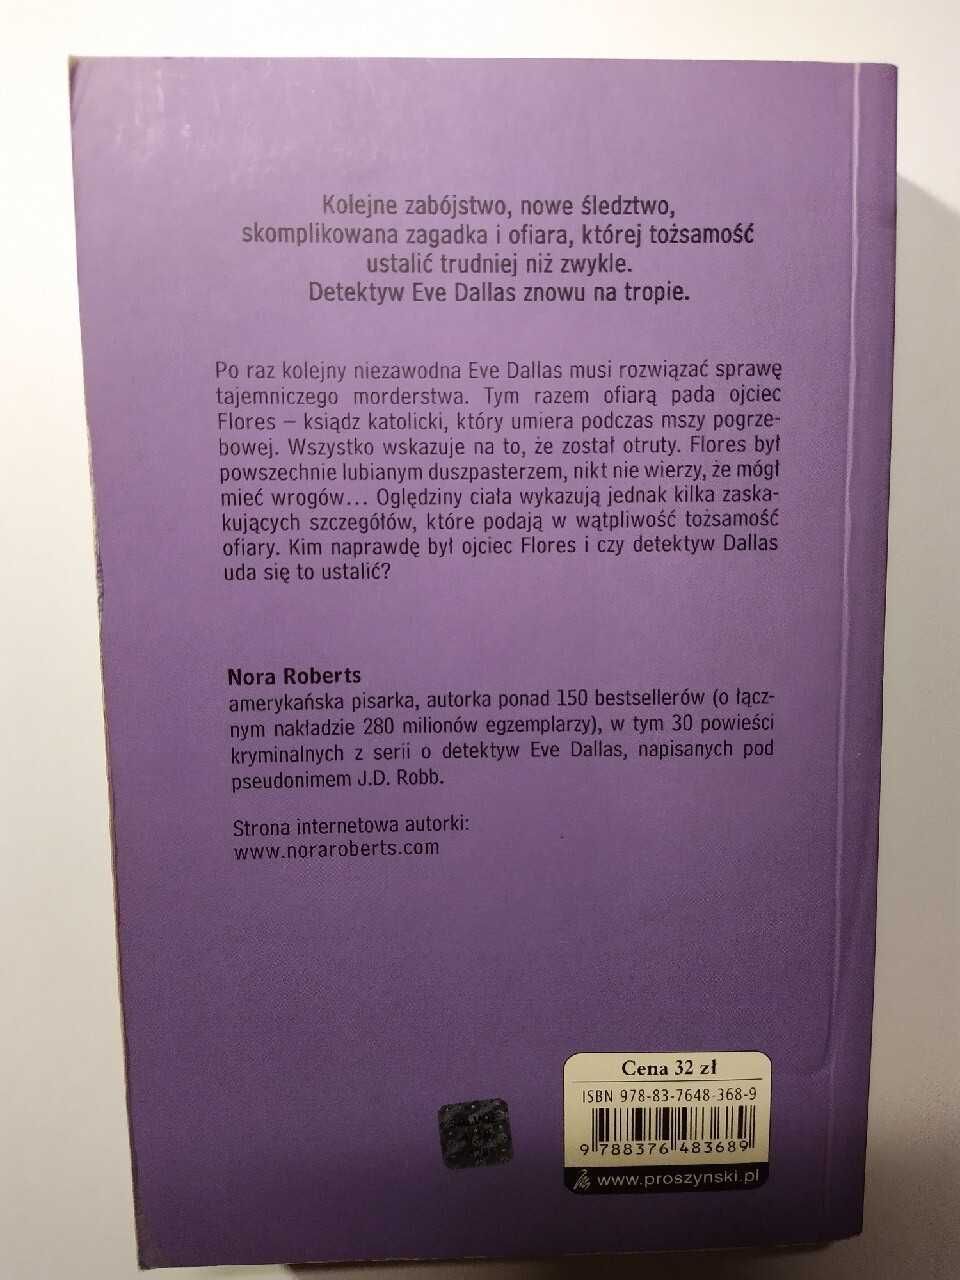 Kolejne zabójstwo, nowe śledztwo,
skomplikowana zagadka i ofiara, której tożsamość
ustalić trudniej niż zwykle.
Detektyw Eve Dallas znowu na tropie.
Po raz kolejny niezawodna Eve Dallas musi rozwiązać sprawę
tajemniczego morderstwa. Tym razem ofiarą pada ojciec
Flores – ksiądz katolicki, który umiera podczas mszy pogrze-
bowej. Wszystko wskazuje na to, że został otruty. Flores był
powszechnie lubianym duszpasterzem, nikt nie wierzy, że mógł
mieć wrogów... Oględziny ciała wykazują jednak kilka zaska-
kujących szczegółów, które podają w wątpliwość tożsamość
ofiary. Kim naprawdę był ojciec Flores i czy detektyw Dallas
uda się to ustalić?
Nora Roberts
amerykańska pisarka, autorka ponad 150 bestsellerów (o łącz-
nym nakładzie 280 milionów egzemplarzy), w tym 30 powieści
kryminalnych z serii o detektyw Eve Dallas, napisanych pod
pseudonimem J.D. Robb.
Strona internetowa autorki:
www.noraroberts.com
Cena 32 zł
ISBN 978-83-7648-368-9
9 788376 483689
www.proszynski.pl